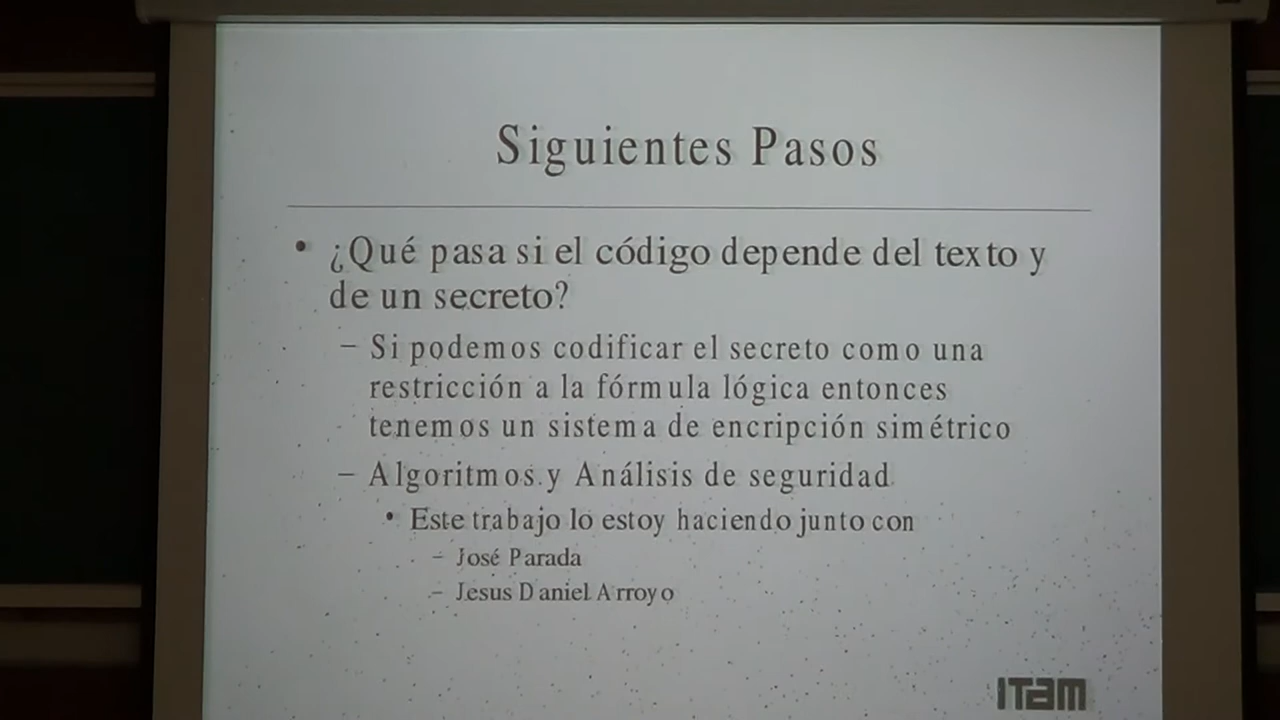 Siguientes Pasos
• ¿Qué pasa si el código depende del texto y
de un secreto?
– Si podemos codificar el secreto como una
restricción a la fórmula lógica entonces
tenemos un sistema de encripción simétrico
– Algoritmos y Análisis de seguridad
• Este trabajo lo estoy haciendo junto con
– José Parada
– Jesus Daniel Arroyo
ITAM